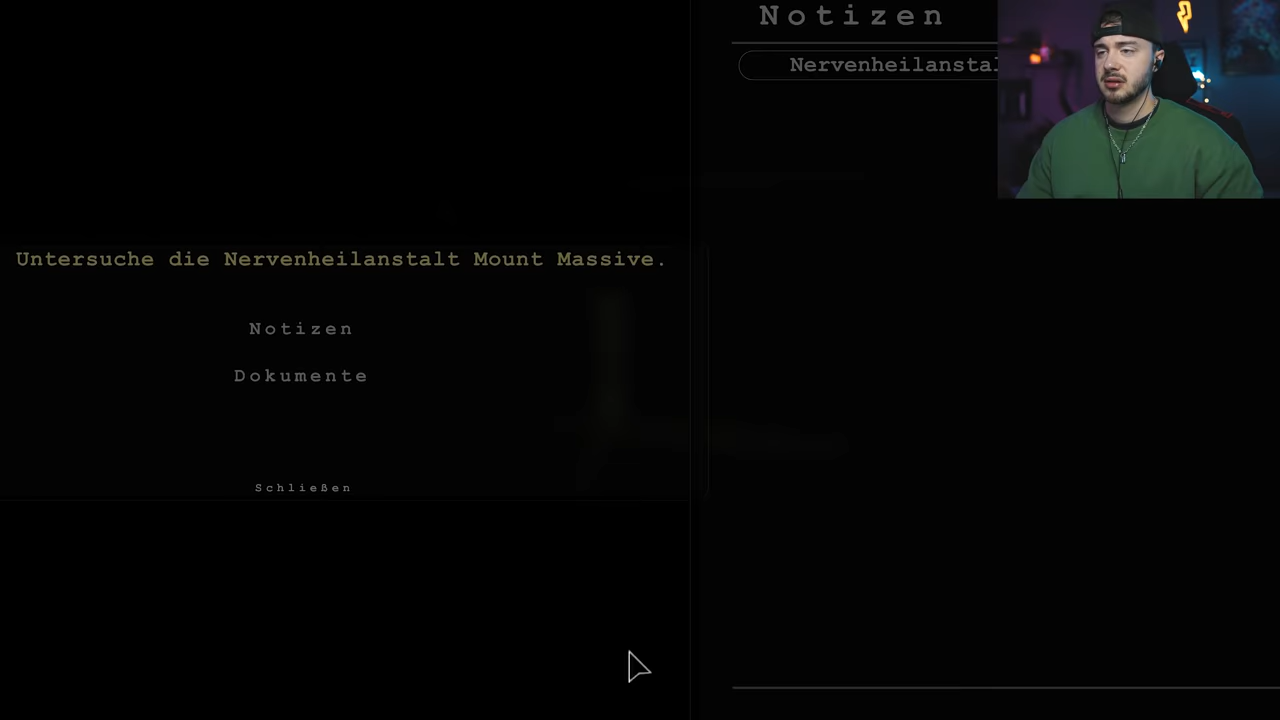 Notizen
Nervenheilanstal
Untersuche die Nervenheilanstalt Mount Massive.
Notizen
Dokumente
Schließen